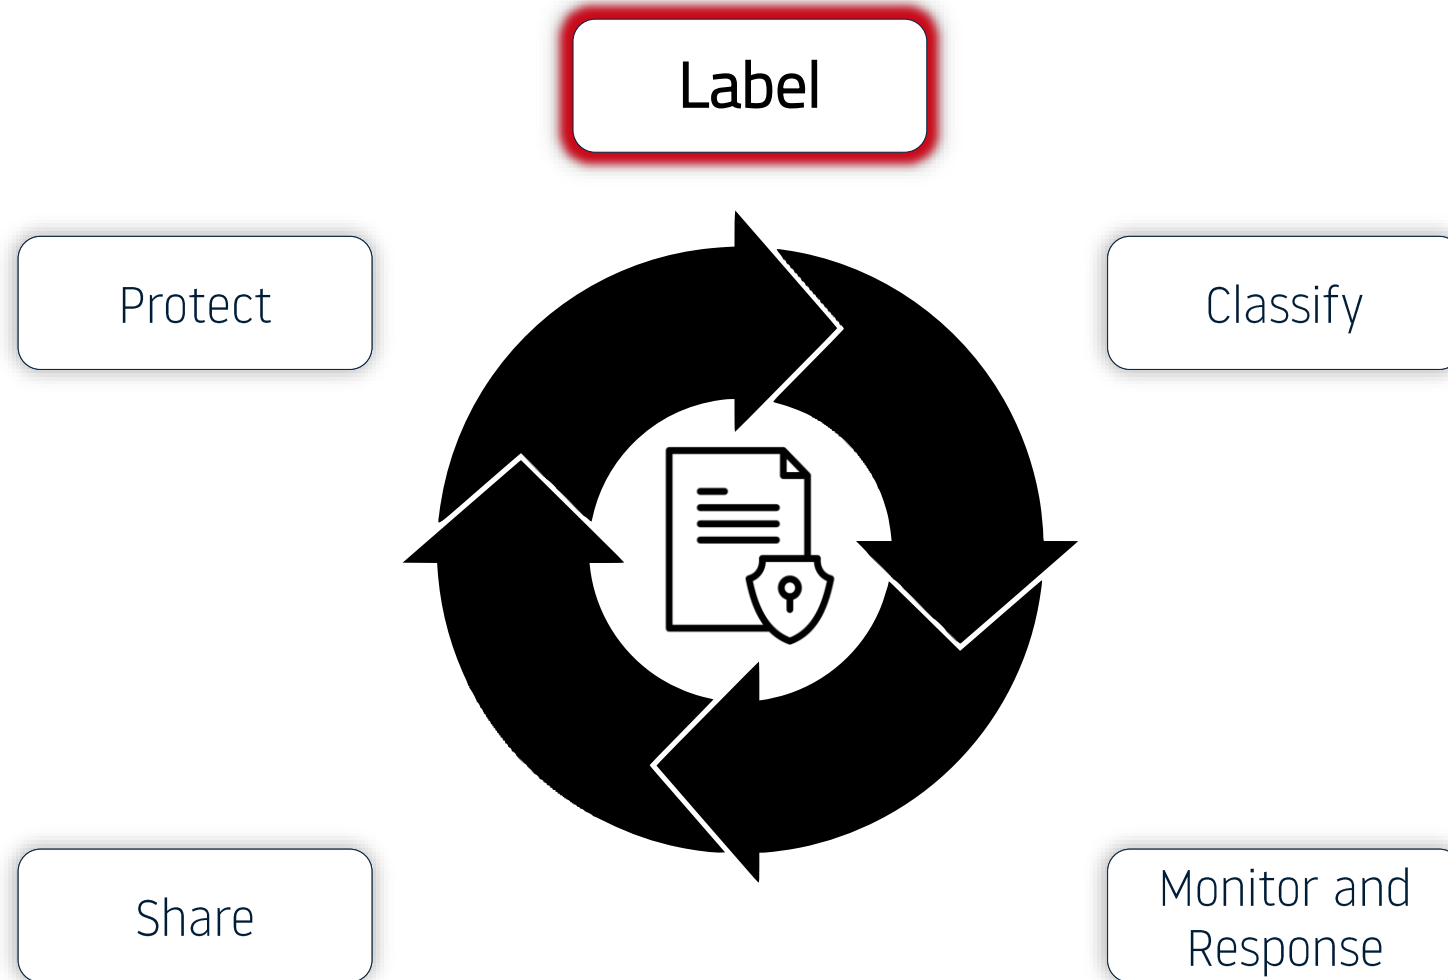 Label
Protect
Classify
Share
Monitor and
Response